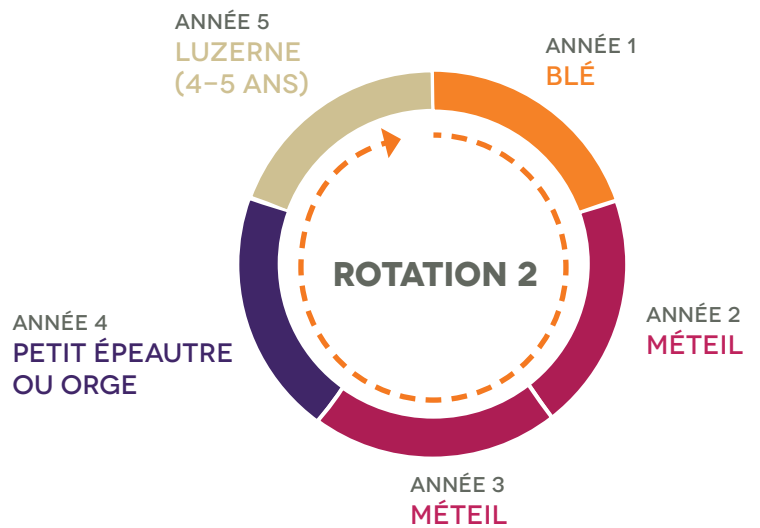 ANNÉE 1
BLÉ
ANNÉE 2
MÉTEIL
ANNÉE 3
MÉTEIL
ANNÉE 4
PETIT ÉPEAUTRE
OU ORGE
ANNÉE 5
LUZERNE
(4–5 ANS)
ROTATION 2